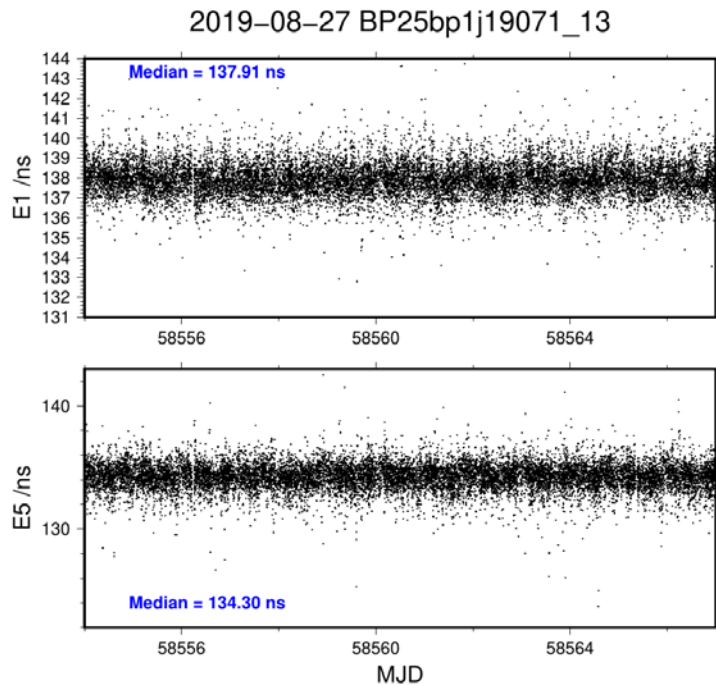 2019−08−27 BP25bp1j19071_13
Median = 137.91 ns
E1 /ns
144
143
142
141
140
139
138
137
136
135
134
133
132
131
58556 58560 58564
E5 /ns
140
130
Median = 134.30 ns
58556 58560 58564
MJD